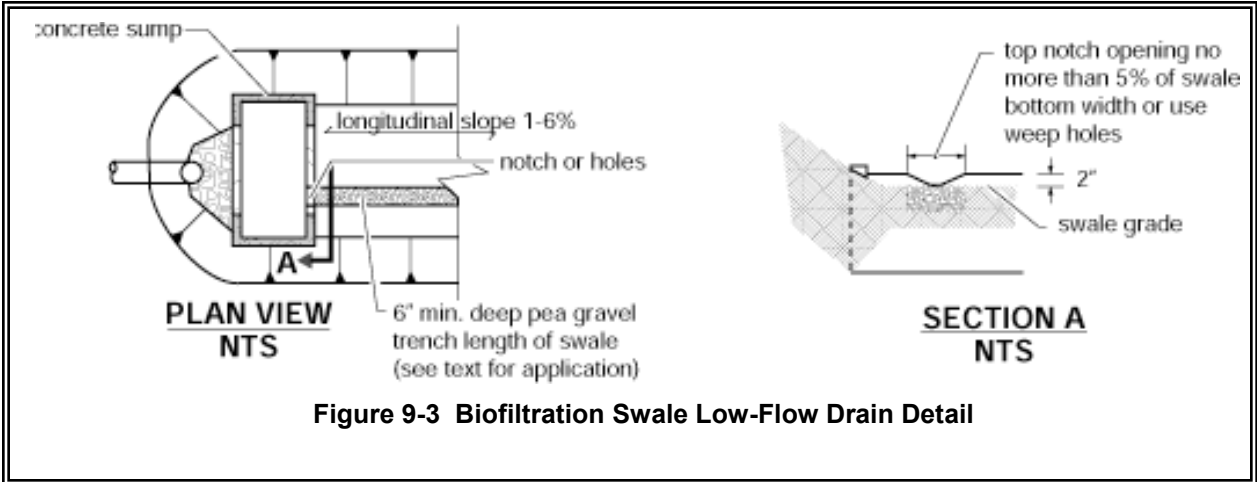 concrete sump
longitudinal slope 1-6%
notch or holes
A
PLAN VIEW
NTS
6" min. deep pea gravel
trench length of swale
(see text for application)
top notch opening no
more than 5% of swale
bottom width or use
weep holes
2"
swale grade
SECTION A
NTS
Figure 9-3 Biofiltration Swale Low-Flow Drain Detail